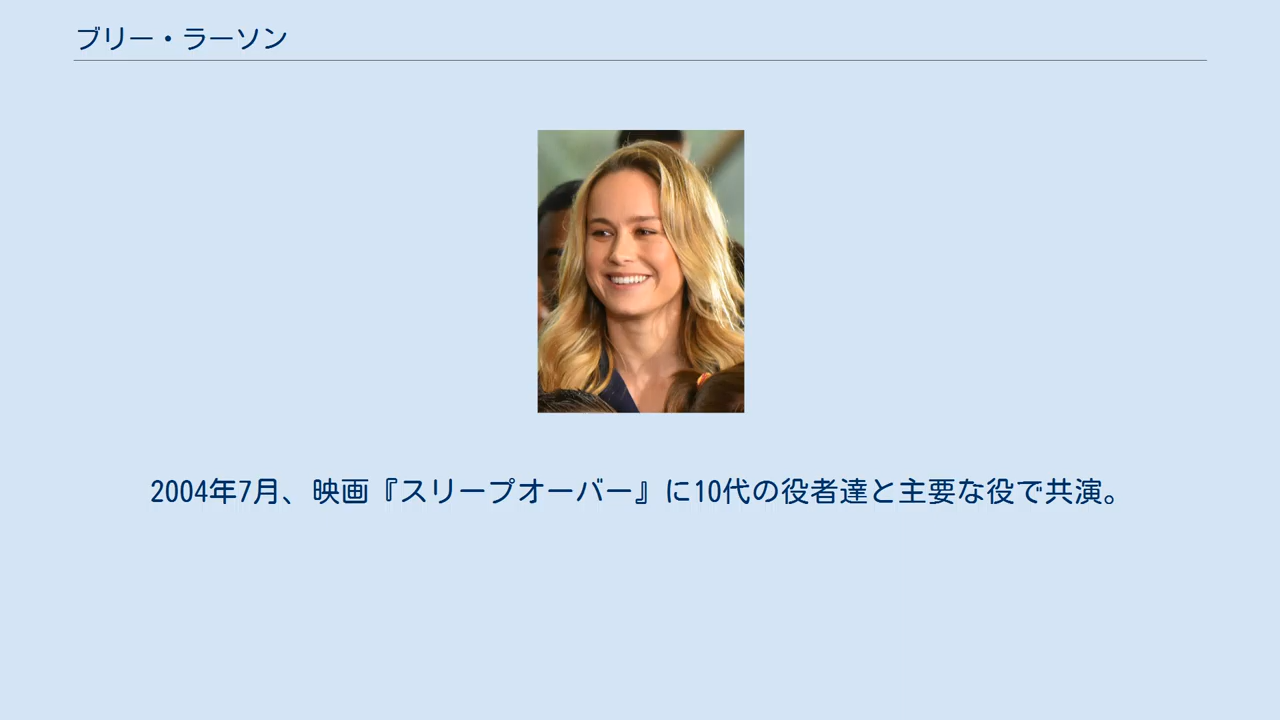 ブリー・ラーソン
2004年7月、映画『スリープオーバー』に10代の役者達と主要な役で共演。